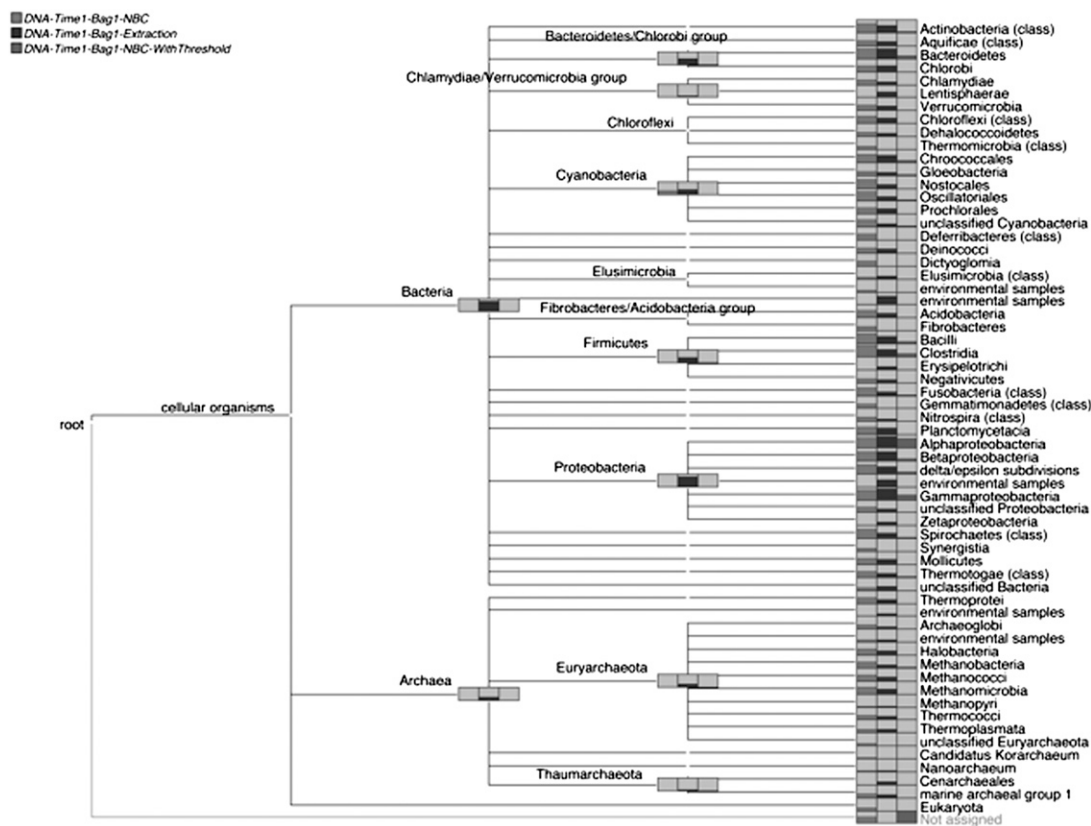 DNA-Time1-Bag1-NBC
DNA-Time1-Bag1-Extraction
DNA-Time1-Bag1-NBC-WithThreshold
root
cellular organisms
Bacteria
Bacteroidetes/Chlorobi group
Chlamydiae/Verrucomicrobia group
Chloroflexi
Cyanobacteria
Elusimicrobia
Fibrobacteres/Acidobacteria group
Firmicutes
Proteobacteria
Archaea
Euryarchaeota
Thaumarchaeota
Actinobacteria (class)
Aquificae (class)
Bacteroidetes
Chlorobi
Chlamydiae
Lentisphaerae
Verrucomicrobia
Chloroflexi (class)
Dehalococcoidetes
Thermomicrobia (class)
Chroococcales
Gloeobacteria
Nostocales
Oscillatoriales
Prochlorales
unclassified Cyanobacteria
Deferribacteres (class)
Deinococci
Dictyoglomia
Elusimicrobia (class)
environmental samples
environmental samples
Acidobacteria
Fibrobacteres
Bacilli
Clostridia
Erysipelotrichi
Negativicutes
Fusobacteria (class)
Gemmatimonadetes (class)
Nitrospira (class)
Planctomycetacia
Alphaproteobacteria
Betaproteobacteria
delta/epsilon subdivisions
environmental samples
Gammaproteobacteria
unclassified Proteobacteria
Zetaproteobacteria
Spirochaetes (class)
Synergistia
Mollicutes
Thermotogae (class)
unclassified Bacteria
Thermoprotei
environmental samples
Archaeoglobi
environmental samples
Halobacteria
Methanobacteria
Methanococci
Methanomicrobia
Methanopyri
Thermococci
Thermoplasmata
unclassified Euryarchaeota
Candidatus Korarchaeum
Nanoarchaeum
Cenarchaeales
marine archaeal group 1
Eukaryota
Not assigned